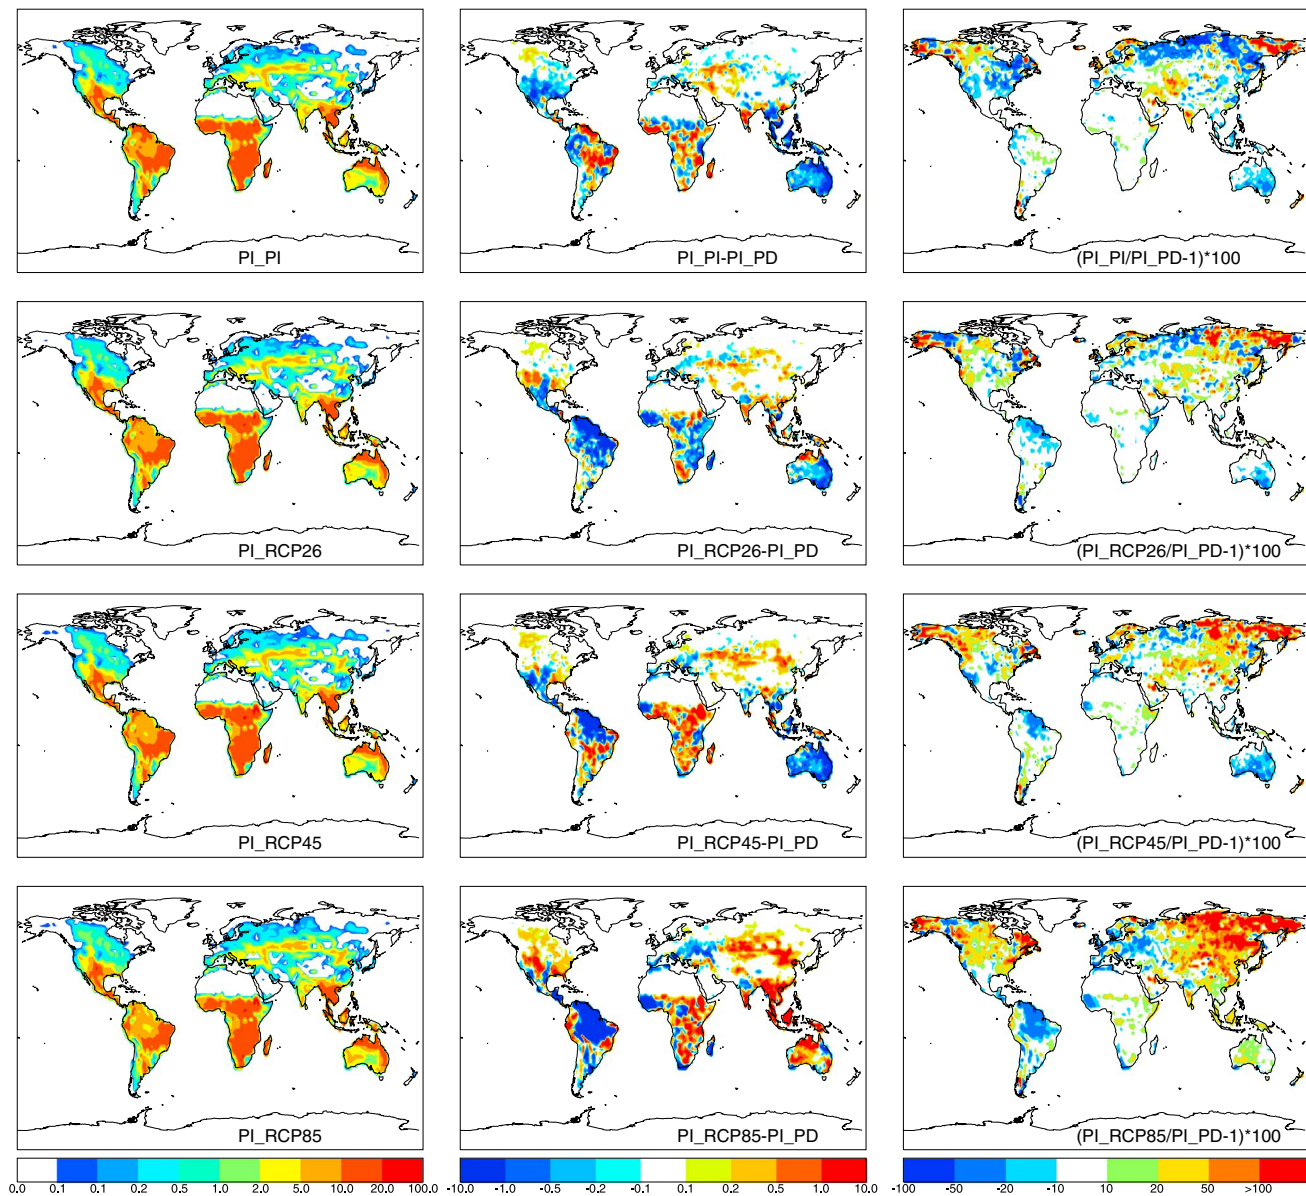 PI_PI
PI_PI-PI_PD
(PI_PI/PI_PD-1)*100
PI_RCP26
PI_RCP26-PI_PD
(PI_RCP26/PI_PD-1)*100
PI_RCP45
PI_RCP45-PI_PD
(PI_RCP45/PI_PD-1)*100
PI_RCP85
PI_RCP85-PI_PD
(PI_RCP85/PI_PD-1)*100
0.0 0.1 0.1 0.2 0.5 1.0 2.0 5.0 10.0 20.0 100.0
-10.0 -1.0 -0.5 -0.2 -0.1 0.1 0.2 0.5 1.0 10.0
-100 -50 -20 -10 10 20 50 >100